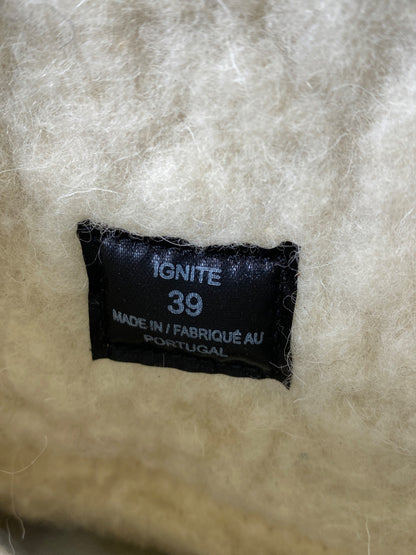 IGNITE
39
MADE IN / FABRIQUÉ AU
PORTUGAL